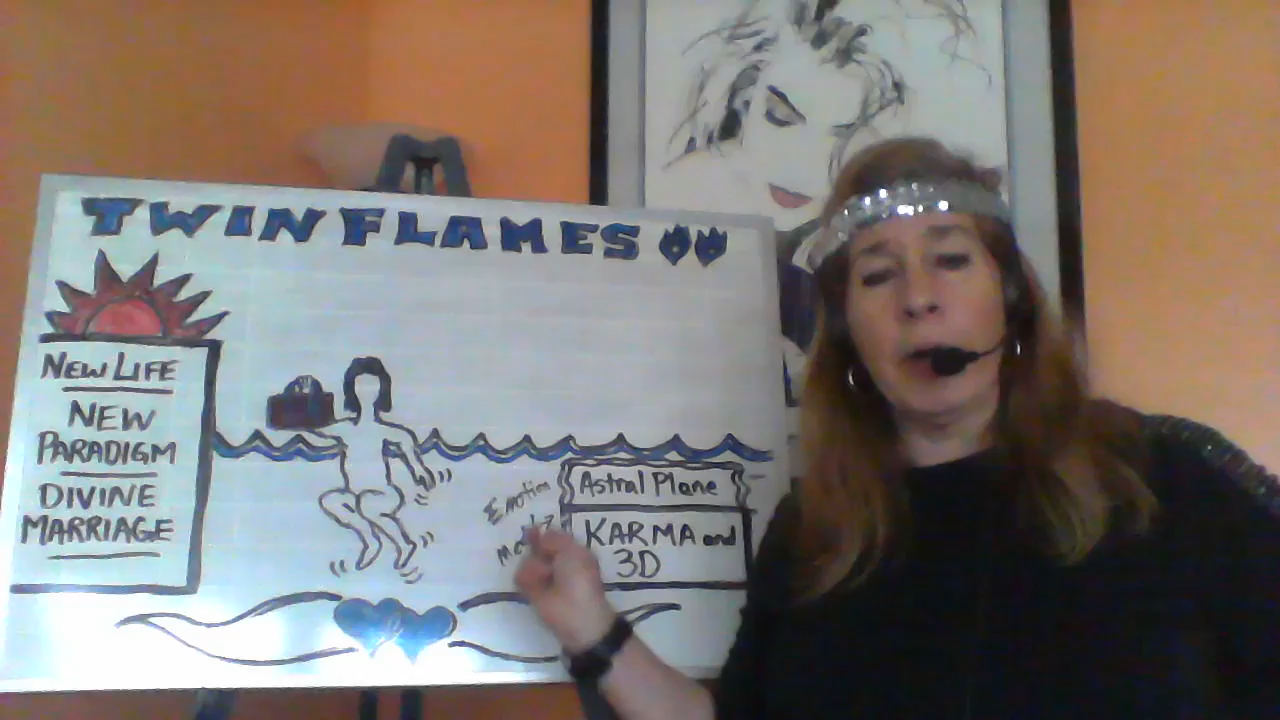 TWIN FLAMES
NEW LIFE
NEW
PARADIGM
DIVINE
MARRIAGE
Emotion
Astral Plane
KARMA and
3D